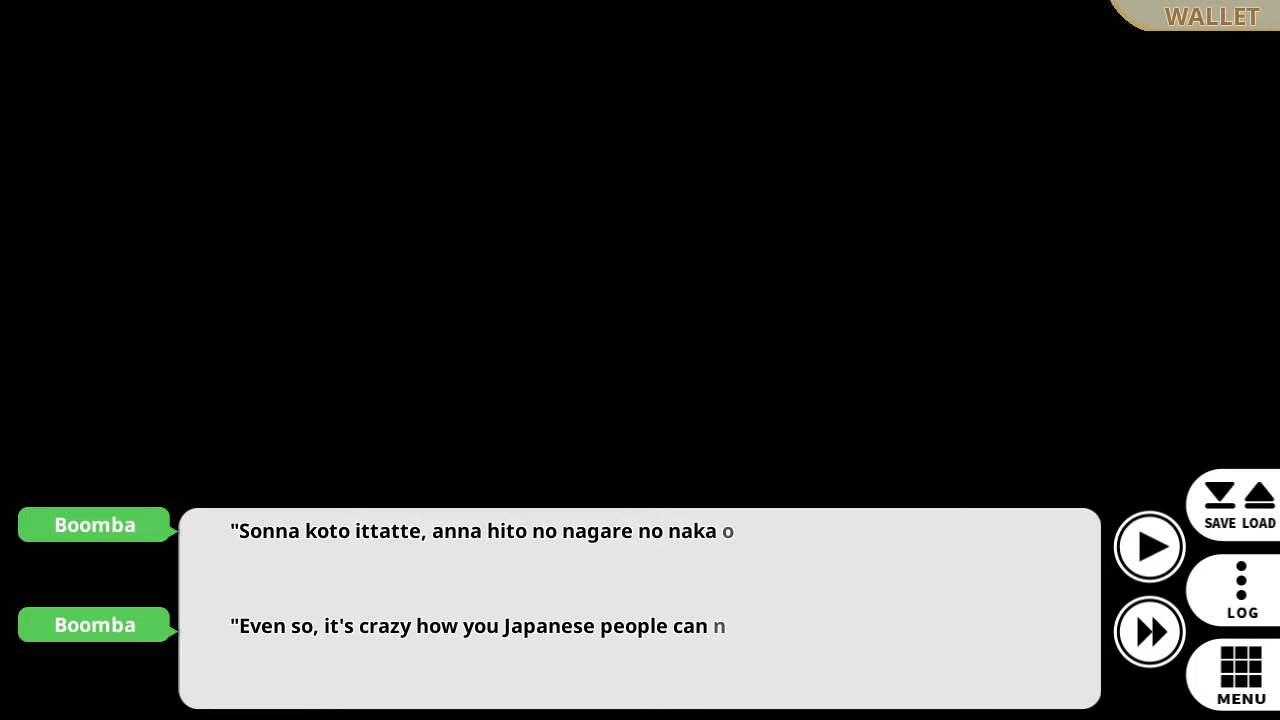 WALLET
Boomba
"Sonna koto ittatte, anna hito no nagare no naka o
Boomba
"Even so, it's crazy how you Japanese people can n
SAVE LOAD
LOG
MENU